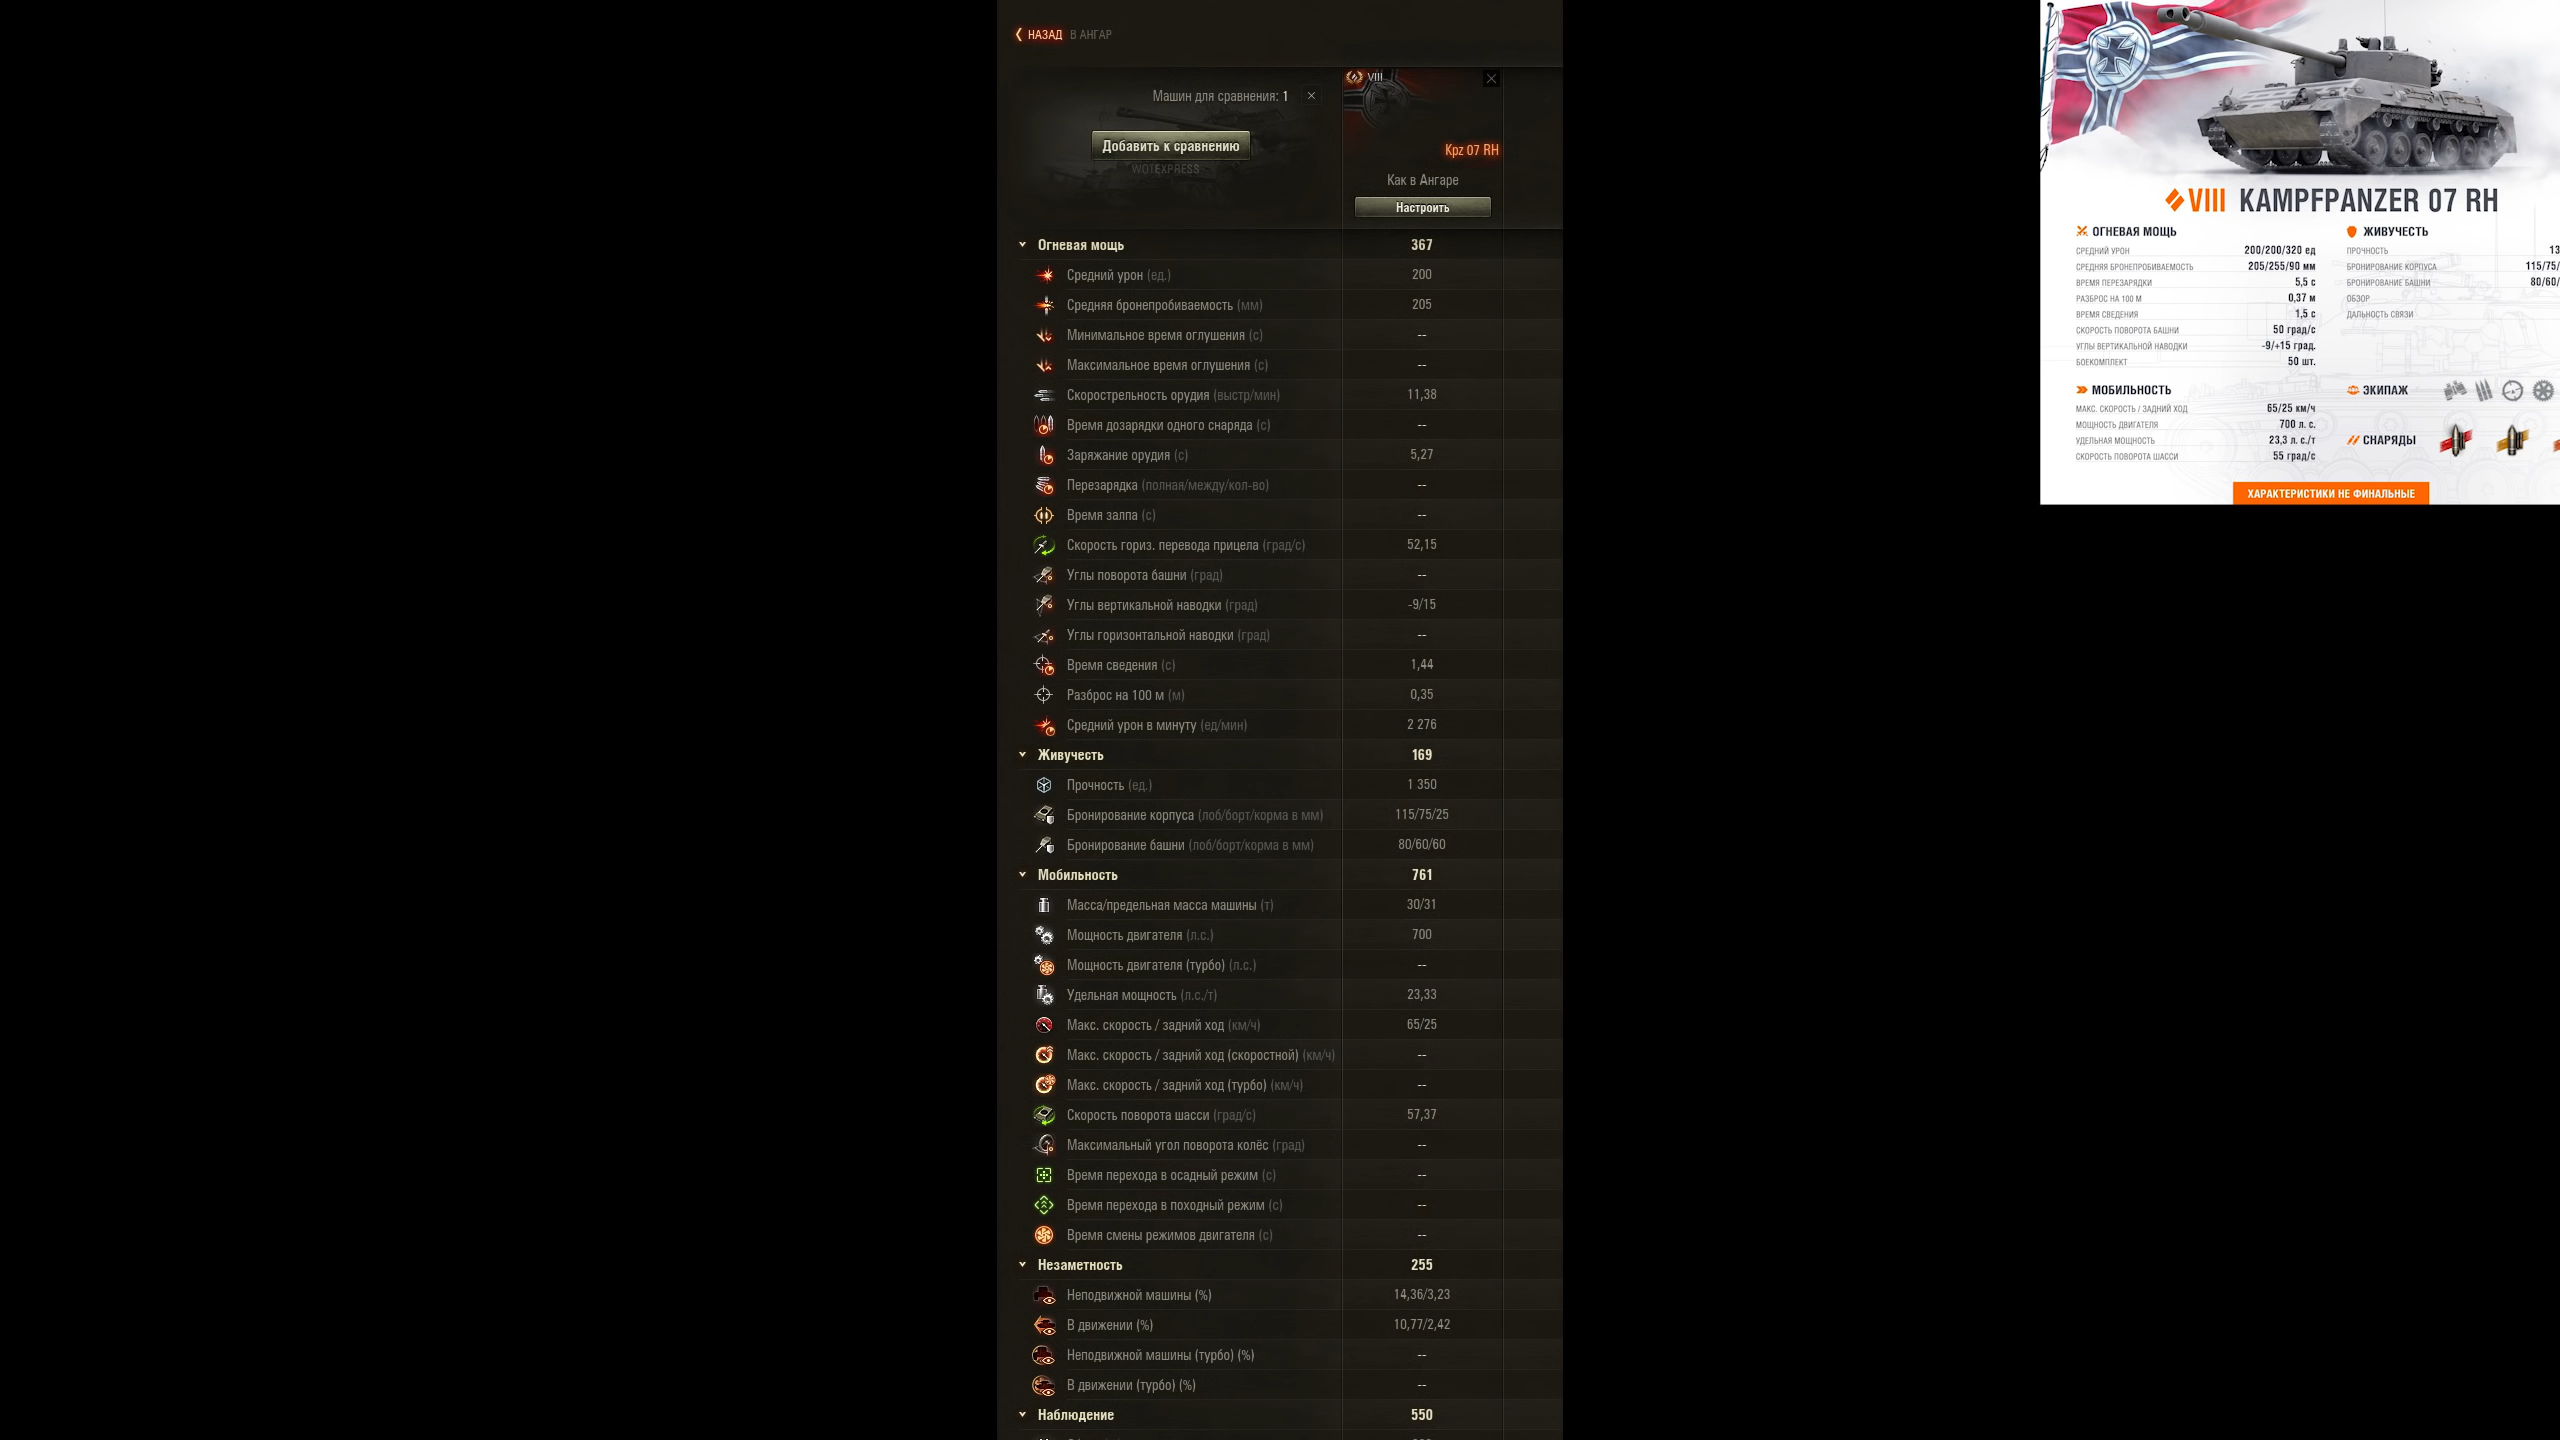 НАЗАД В АНГАР
Машин для сравнения: 1
Добавить к сравнению
WOTEXPRESS
VIII
Kpz 07 RH
Как в Ангаре
Настроить
Огневая мощь 367
Средний урон (ед.) 200
Средняя бронепробиваемость (мм) 205
Минимальное время оглушения (с) --
Максимальное время оглушения (с) --
Скорострельность орудия (выстр/мин) 11,38
Время дозарядки одного снаряда (с) --
Заряжание орудия (с) 5,27
Перезарядка (полная/между/кол-во) --
Время залпа (с) --
Скорость гориз. перевода прицела (град/с) 52,15
Углы поворота башни (град) --
Углы вертикальной наводки (град) -9/15
Углы горизонтальной наводки (град) --
Время сведения (с) 1,44
Разброс на 100 м (м) 0,35
Средний урон в минуту (ед/мин) 2 276
Живучесть 169
Прочность (ед.) 1 350
Бронирование корпуса (лоб/борт/корма в мм) 115/75/25
Бронирование башни (лоб/борт/корма в мм) 80/60/60
Мобильность 761
Масса/предельная масса машины (т) 30/31
Мощность двигателя (л.с.) 700
Мощность двигателя (турбо) (л.с.) --
Удельная мощность (л.с./т) 23,33
Макс. скорость / задний ход (км/ч) 65/25
Макс. скорость / задний ход (скоростной) (км/ч) --
Макс. скорость / задний ход (турбо) (км/ч) --
Скорость поворота шасси (град/с) 57,37
Максимальный угол поворота колёс (град) --
Время перехода в осадный режим (с) --
Время перехода в походный режим (с) --
Время смены режимов двигателя (с) --
Незаметность 255
Неподвижной машины (%) 14,36/3,23
В движении (%) 10,77/2,42
Неподвижной машины (турбо) (%) --
В движении (турбо) (%) --
Наблюдение 550
VIII KAMPFPANZER 07 RH
ОГНЕВАЯ МОЩЬ
СРЕДНИЙ УРОН 200/200/320 ед
СРЕДНЯЯ БРОНЕПРОБИВАЕМОСТЬ 205/255/90 мм
ВРЕМЯ ПЕРЕЗАРЯДКИ 5,5 с
РАЗБРОС НА 100 М 0,37 м
ВРЕМЯ СВЕДЕНИЯ 1,5 с
СКОРОСТЬ ПОВОРОТА БАШНИ 50 град/с
УГЛЫ ВЕРТИКАЛЬНОЙ НАВОДКИ -9/+15 град.
БОЕКОМПЛЕКТ 50 шт.
ЖИВУЧЕСТЬ
ПРОЧНОСТЬ 13
БРОНИРОВАНИЕ КОРПУСА 115/75/
БРОНИРОВАНИЕ БАШНИ 80/60/
ОБЗОР
ДАЛЬНОСТЬ СВЯЗИ
МОБИЛЬНОСТЬ
МАКС. СКОРОСТЬ / ЗАДНИЙ ХОД 65/25 км/ч
МОЩНОСТЬ ДВИГАТЕЛЯ 700 л. с.
УДЕЛЬНАЯ МОЩНОСТЬ 23,3 л. с./т
СКОРОСТЬ ПОВОРОТА ШАССИ 55 град/с
ЭКИПАЖ
СНАРЯДЫ
ХАРАКТЕРИСТИКИ НЕ ФИНАЛЬНЫЕ